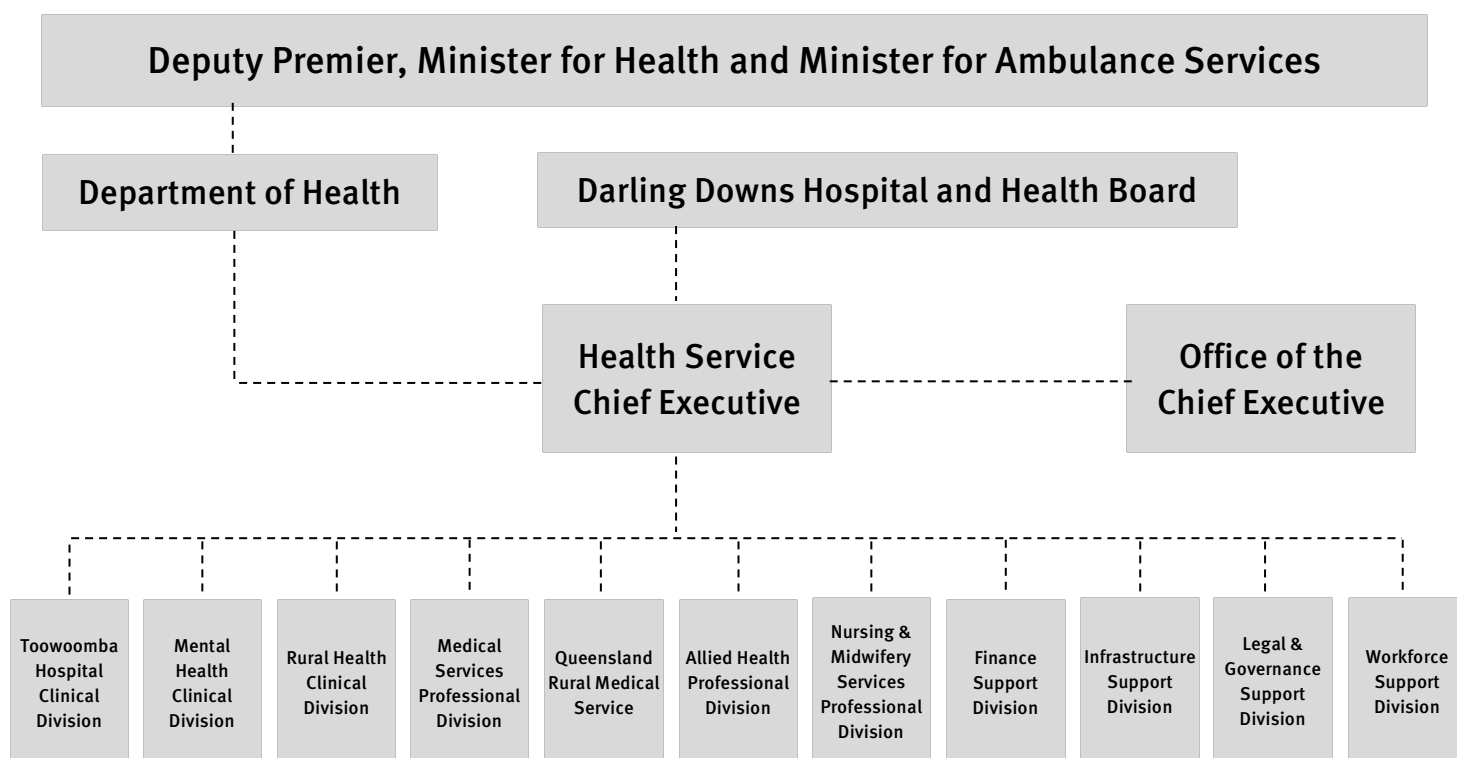 Deputy Premier, Minister for Health and Minister for Ambulance Services
Department of Health
Darling Downs Hospital and Health Board
Health Service
Chief Executive
Office of the
Chief Executive
Toowoomba
Hospital
Clinical
Division
Mental
Health
Clinical
Division
Rural Health
Clinical
Division
Medical
Services
Professional
Division
Queensland
Rural Medical
Service
Allied Health
Professional
Division
Nursing &
Midwifery
Services
Professional
Division
Finance
Support
Division
Infrastructure
Support
Division
Legal &
Governance
Support
Division
Workforce
Support
Division